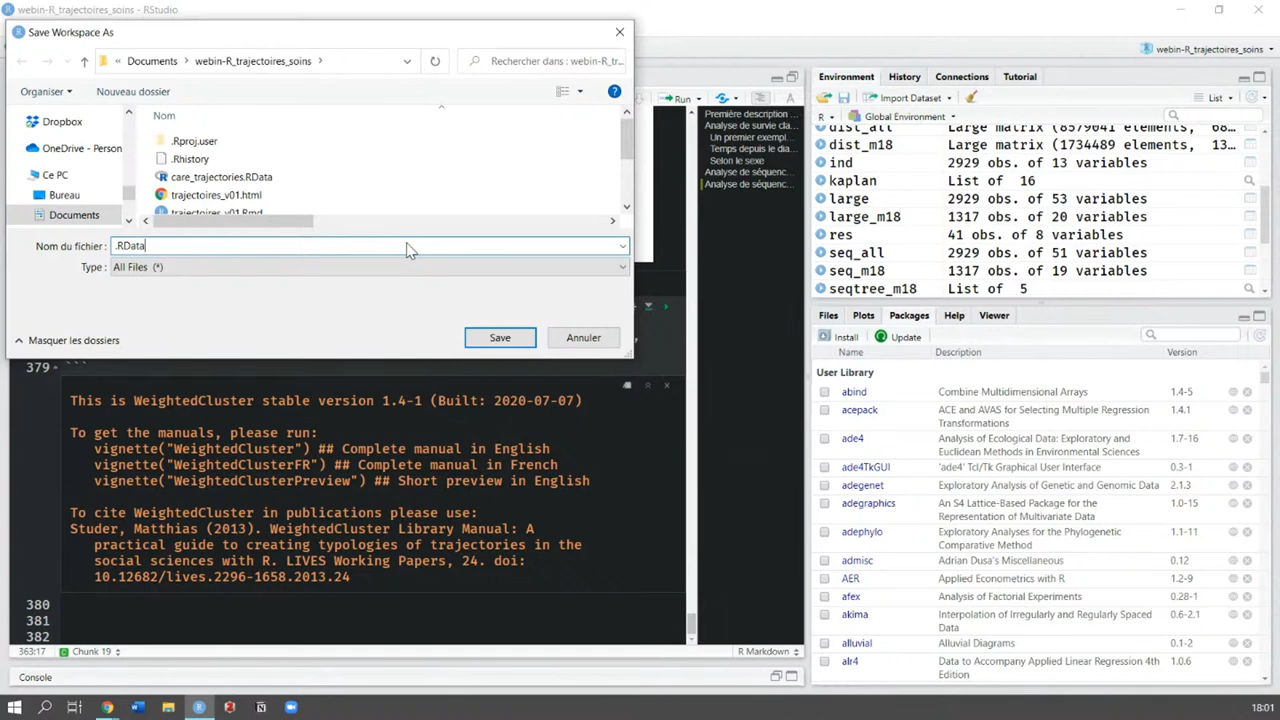 webin-R_trajectoires_soins - RStudio
Save Workspace As
« Documents > webin-R_trajectoires_soins >
Rechercher dans : webin-R_tr...
Organiser
Nouveau dossier
Nom
Dropbox
OneDrive - Person
Ce PC
Bureau
Documents
.Rproj.user
.Rhistory
care_trajectories.RData
trajectoires_v01.html
trajectoires_v01.Rmd
Nom du fichier :
.RData
Type :
All Files (*)
Masquer les dossiers
Save
Annuler
Run
Première description ...
Analyse de survie cla...
Un premier exempl...
Temps depuis le dia...
Selon le sexe
Analyse de séquenc...
Analyse de séquenc...
379 ```
This is WeightedCluster stable version 1.4-1 (Built: 2020-07-07)
To get the manuals, please run:
vignette("WeightedCluster") ## Complete manual in English
vignette("WeightedClusterFR") ## Complete manual in French
vignette("WeightedClusterPreview") ## Short preview in English
To cite WeightedCluster in publications please use:
Studer, Matthias (2013). WeightedCluster Library Manual: A
practical guide to creating typologies of trajectories in the
social sciences with R. LIVES Working Papers, 24. doi:
10.12682/lives.2296-1658.2013.24
380
381
382
363:17
Chunk 19
R Markdown
Console
webin-R_trajectoires_soins
Environment History Connections Tutorial
Import Dataset
List
R
Global Environment
dist_all Large matrix (8579041 elements, 68...
dist_m18 Large matrix (1734489 elements, 13...
ind 2929 obs. of 13 variables
kaplan List of 16
large 2929 obs. of 53 variables
large_m18 1317 obs. of 20 variables
res 41 obs. of 8 variables
seq_all 2929 obs. of 51 variables
seq_m18 1317 obs. of 19 variables
seqtree_m18 List of 5
Files Plots Packages Help Viewer
Install Update
Name Description Version
User Library
abind Combine Multidimensional Arrays 1.4-5
acepack ACE and AVAS for Selecting Multiple Regression 1.4.1
Transformations
ade4 Analysis of Ecological Data: Exploratory and 1.7-16
Euclidean Methods in Environmental Sciences
ade4TkGUI 'ade4' Tcl/Tk Graphical User Interface 0.3-1
adegenet Exploratory Analysis of Genetic and Genomic Data 2.1.3
adegraphics An S4 Lattice-Based Package for the 1.0-15
Representation of Multivariate Data
adephylo Exploratory Analyses for the Phylogenetic 1.1-11
Comparative Method
admisc Adrian Dusa's Miscellaneous 0.12
AER Applied Econometrics with R 1.2-9
afex Analysis of Factorial Experiments 0.28-1
akima Interpolation of Irregularly and Regularly Spaced 0.6-2.1
Data
alluvial Alluvial Diagrams 0.1-2
alr4 Data to Accompany Applied Linear Regression 4th 1.0.6
Edition
18:01